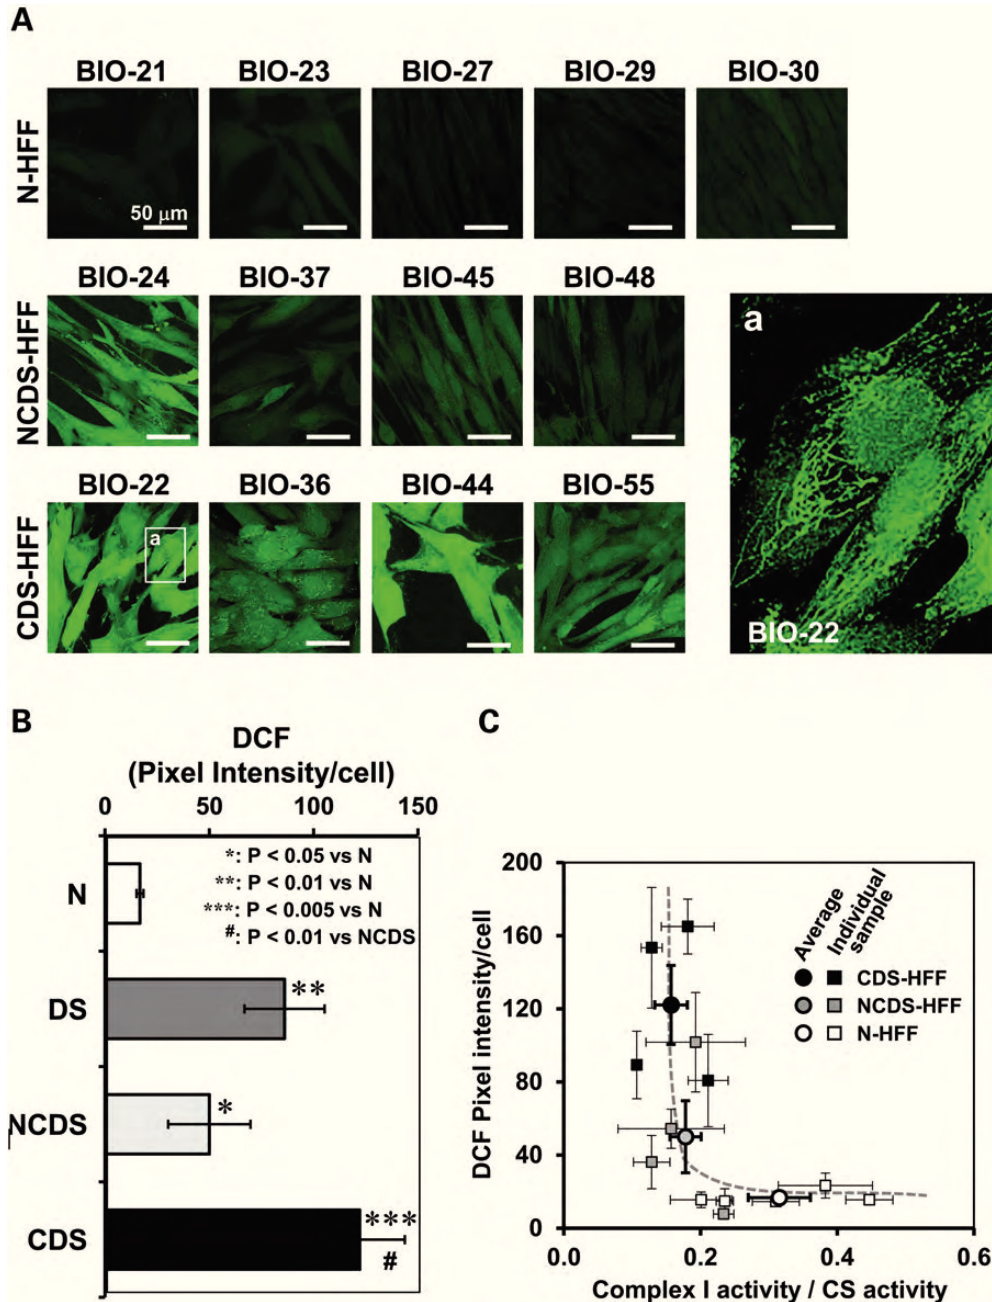 A
BIO-21 BIO-23 BIO-27 BIO-29 BIO-30
N-HFF
50 μm
BIO-24 BIO-37 BIO-45 BIO-48
NCDS-HFF
BIO-22 BIO-36 BIO-44 BIO-55
CDS-HFF
a
a
BIO-22
B
DCF
(Pixel Intensity/cell)
0 50 100 150
*: P < 0.05 vs N
**: P < 0.01 vs N
***: P < 0.005 vs N
#: P < 0.01 vs NCDS
N
DS **
NCDS *
CDS ***
#
C
DCF Pixel intensity/cell
200
160
120
80
40
0
0.0 0.2 0.4 0.6
Complex I activity / CS activity
Average
Individual
sample
CDS-HFF
NCDS-HFF
N-HFF